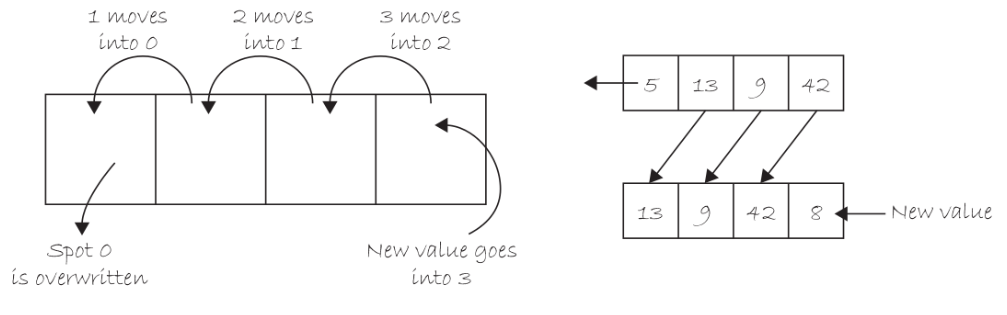 1 moves
into 0
2 moves
into 1
3 moves
into 2
Spot 0
is overwritten
New value goes
into 3
5 13 9 42
13 9 42 8
New value